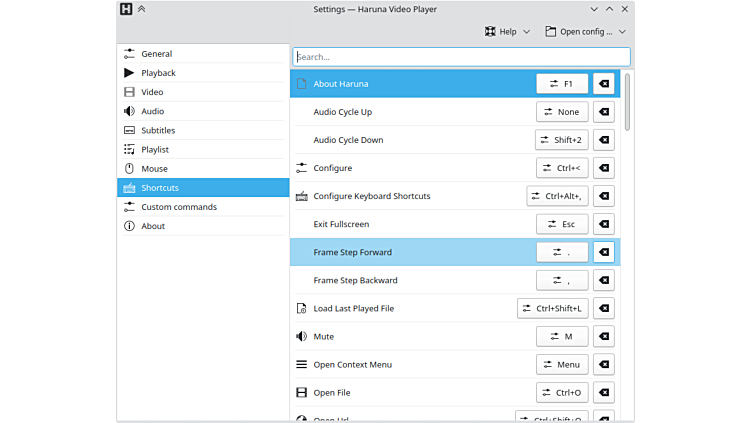 Settings — Haruna Video Player
Help
Open config ...
General
Playback
Video
Audio
Subtitles
Playlist
Mouse
Shortcuts
Custom commands
About
Search...
About Haruna F1
Audio Cycle Up None
Audio Cycle Down Shift+2
Configure Ctrl+<
Configure Keyboard Shortcuts Ctrl+Alt+,
Exit Fullscreen Esc
Frame Step Forward .
Frame Step Backward ,
Load Last Played File Ctrl+Shift+L
Mute M
Open Context Menu Menu
Open File Ctrl+O
Open Url Ctrl+Shift+O